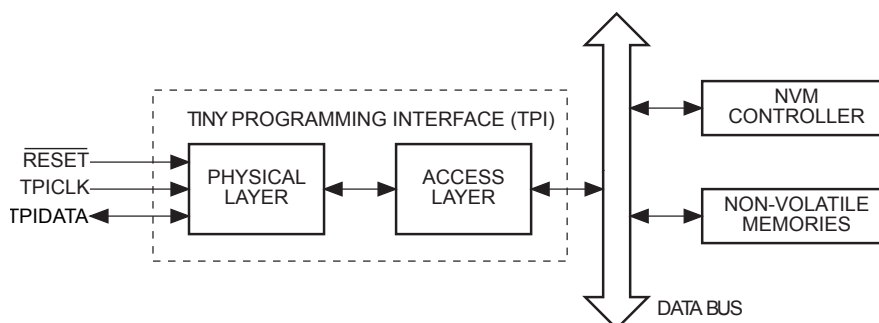 TINY PROGRAMMING INTERFACE (TPI)
RESET
TPICLK
TPIDATA
PHYSICAL
LAYER
ACCESS
LAYER
NVM
CONTROLLER
NON-VOLATILE
MEMORIES
DATA BUS